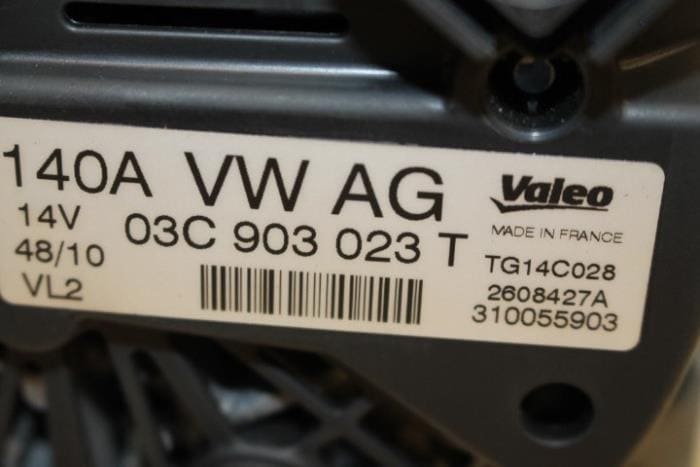 140A VW AG
14V
03C 903 023 T
48/10
VL2
Valeo
MADE IN FRANCE
TG14C028
2608427A
310055903